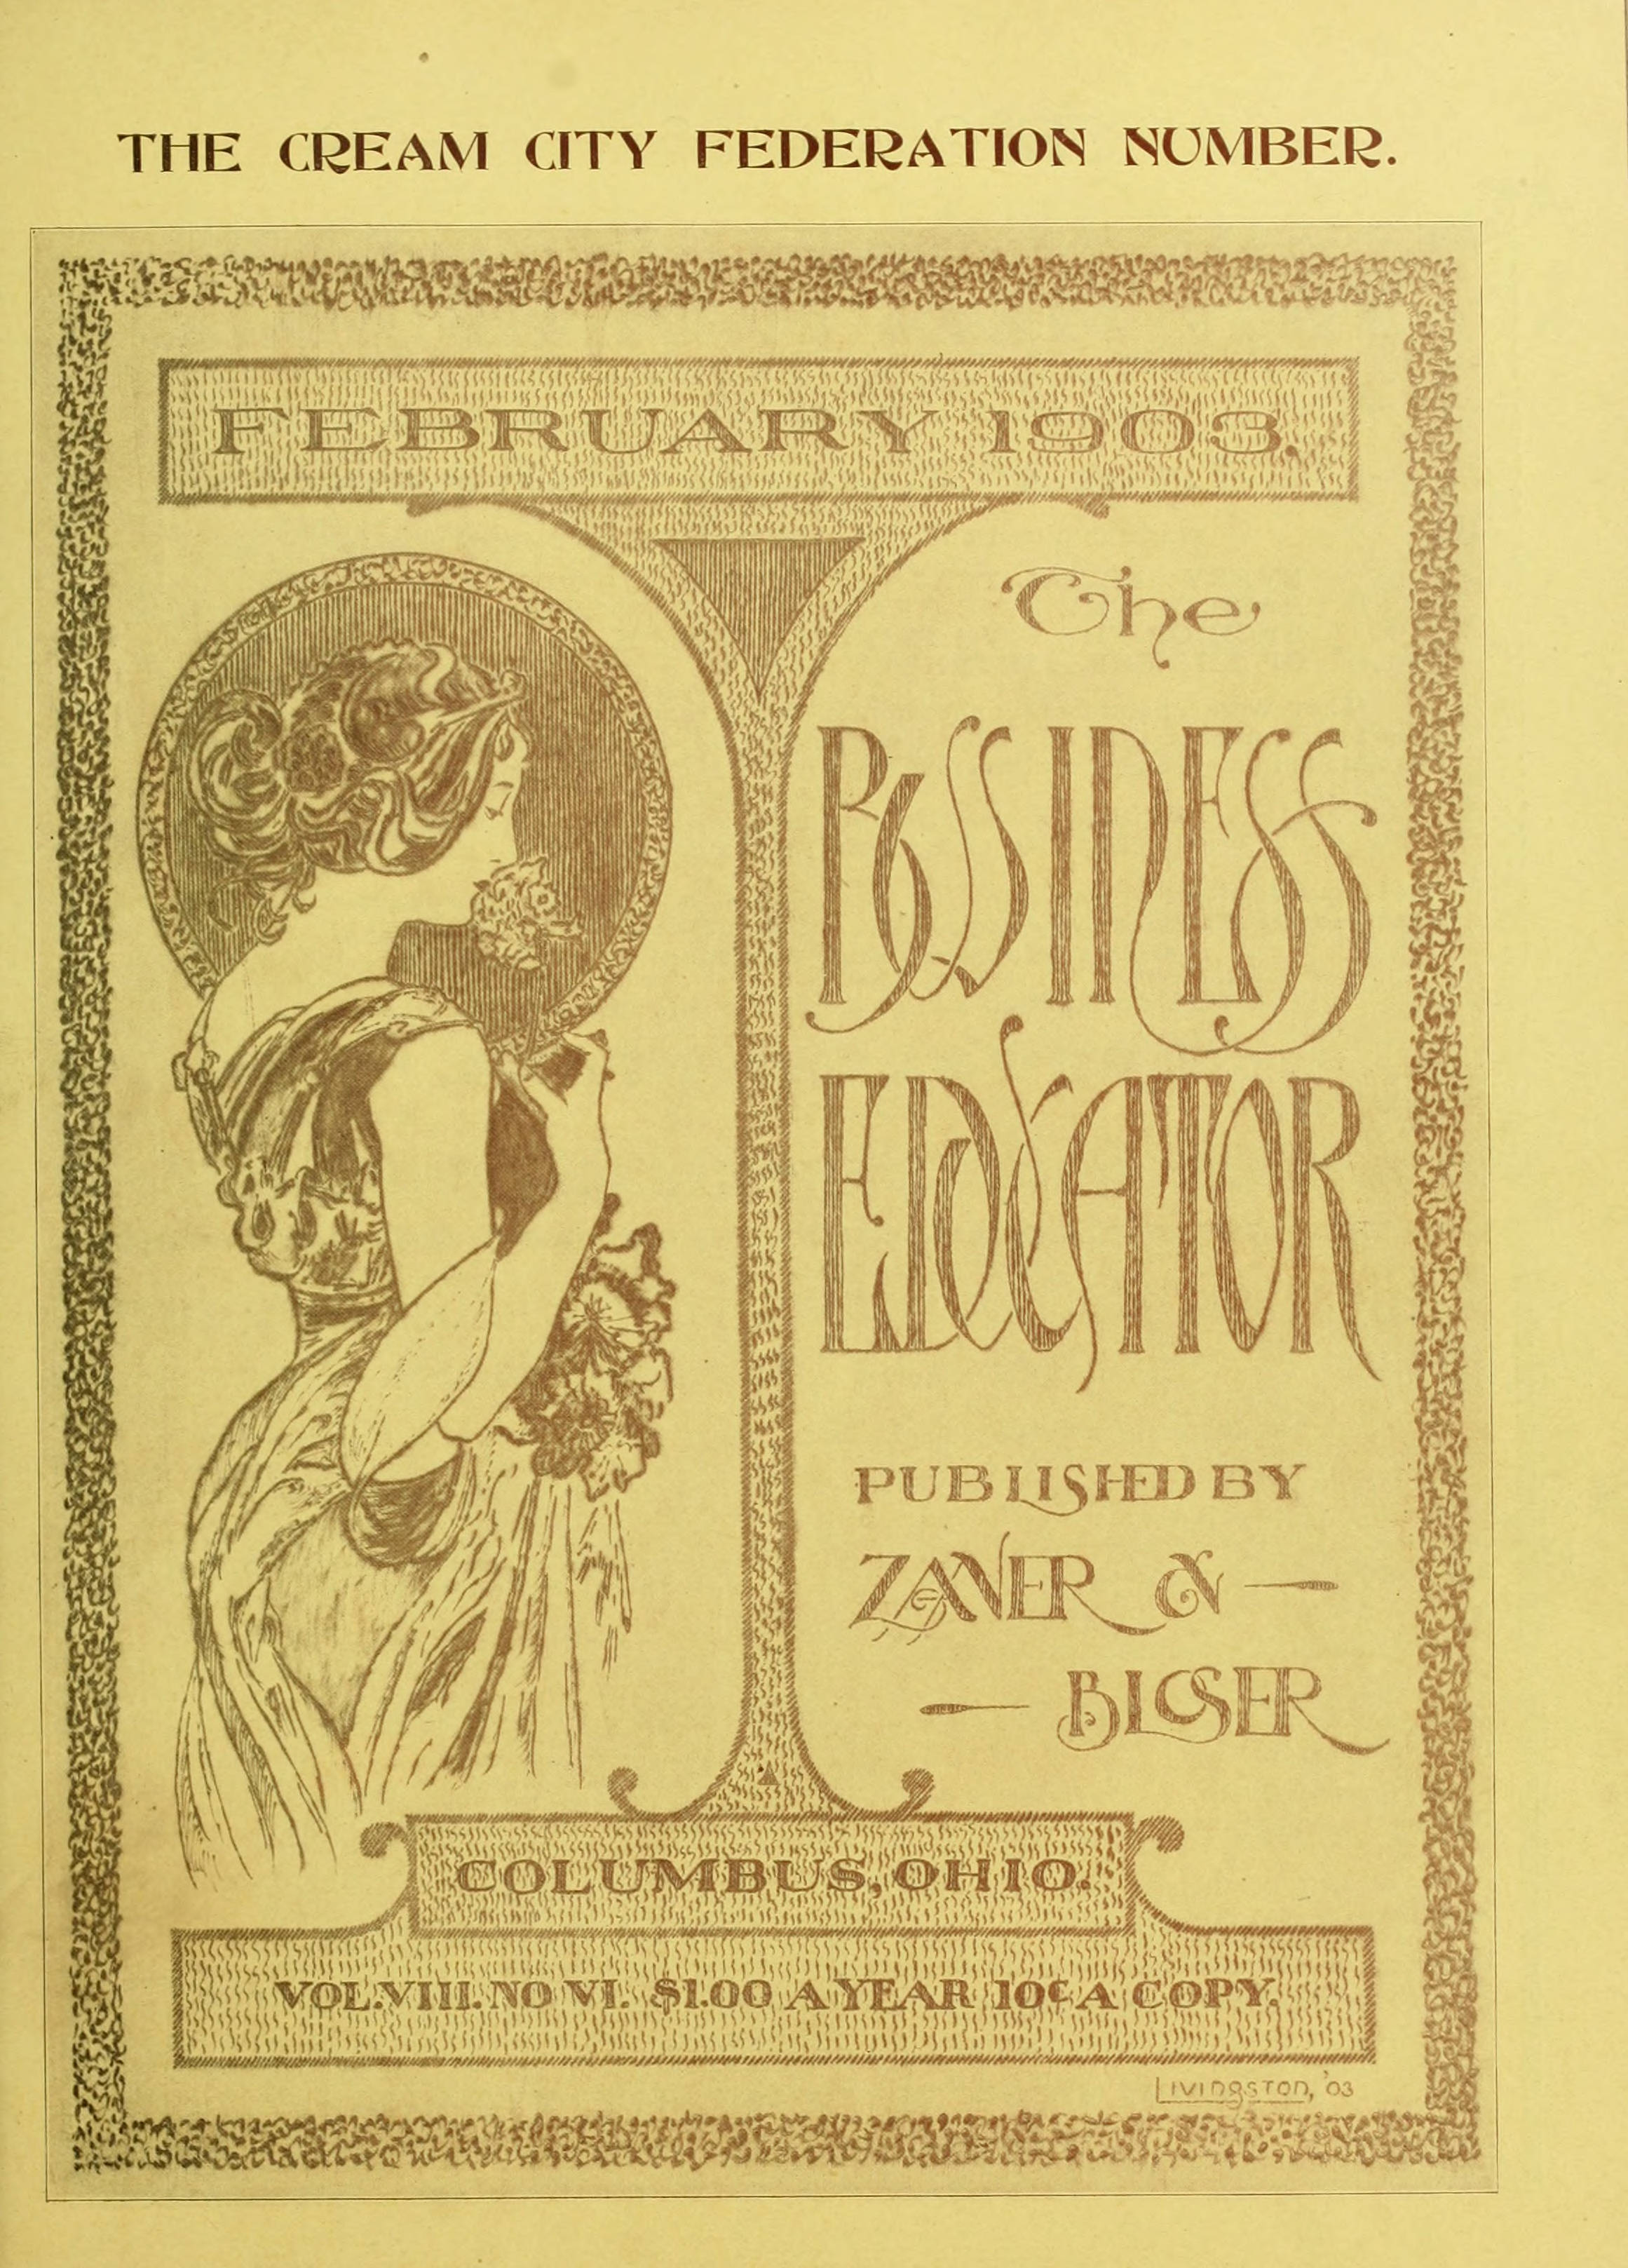 THE CREAM CITY FEDERATION NUMBER.
FEBRUARY 1903.
The
BUSINESS
EDUCATOR
PUBLISHED BY
ZANER &
BLOSER
COLUMBUS, OHIO.
VOL. VIII. NO VI. $1.00 A YEAR 10¢ A COPY.
LIVINGSTON, '03